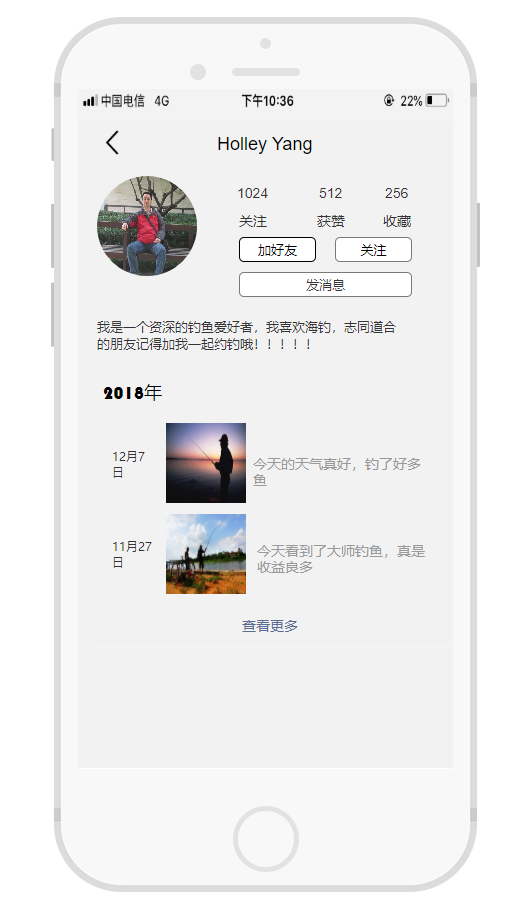 中国电信 4G 下午10:36 22%
Holley Yang
1024 512 256
关注 获赞 收藏
加好友 关注
发消息
我是一个资深的钓鱼爱好者，我喜欢海钓，志同道合
的朋友记得加我一起约钓哦！！！！！
2018年
12月7
日
今天的天气真好，钓了好多
鱼
11月27
日
今天看到了大师钓鱼，真是
收益良多
查看更多